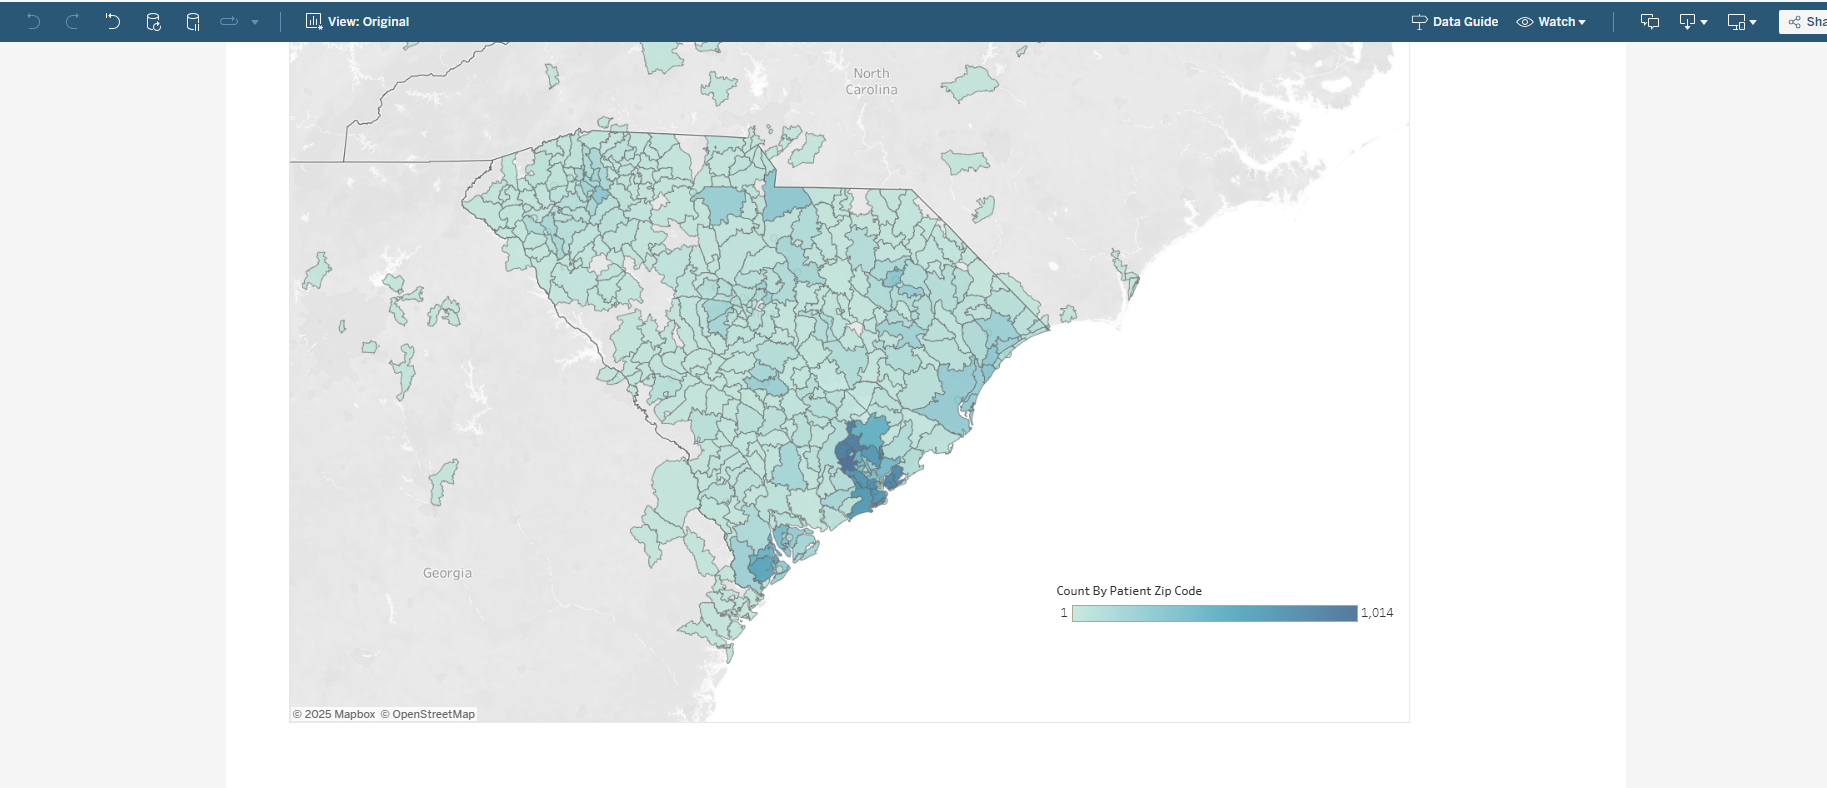 View: Original
Data Guide
Watch
Sha
North
Carolina
Georgia
Count By Patient Zip Code
1
1,014
© 2025 Mapbox © OpenStreetMap